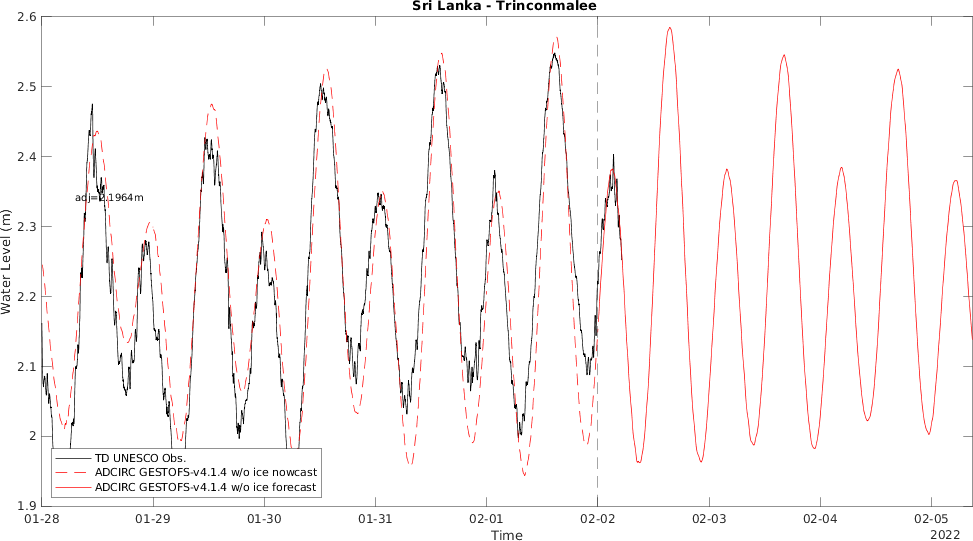 Sri Lanka - Trinconmalee
2.6
2.5
2.4
2.3
2.2
2.1
2
1.9
Water Level (m)
TD UNESCO Obs.
ADCIRC GESTOFS-v4.1.4 w/o ice nowcast
ADCIRC GESTOFS-v4.1.4 w/o ice forecast
01-28 01-29 01-30 01-31 02-01 02-02 02-03 02-04 02-05
Time
2022